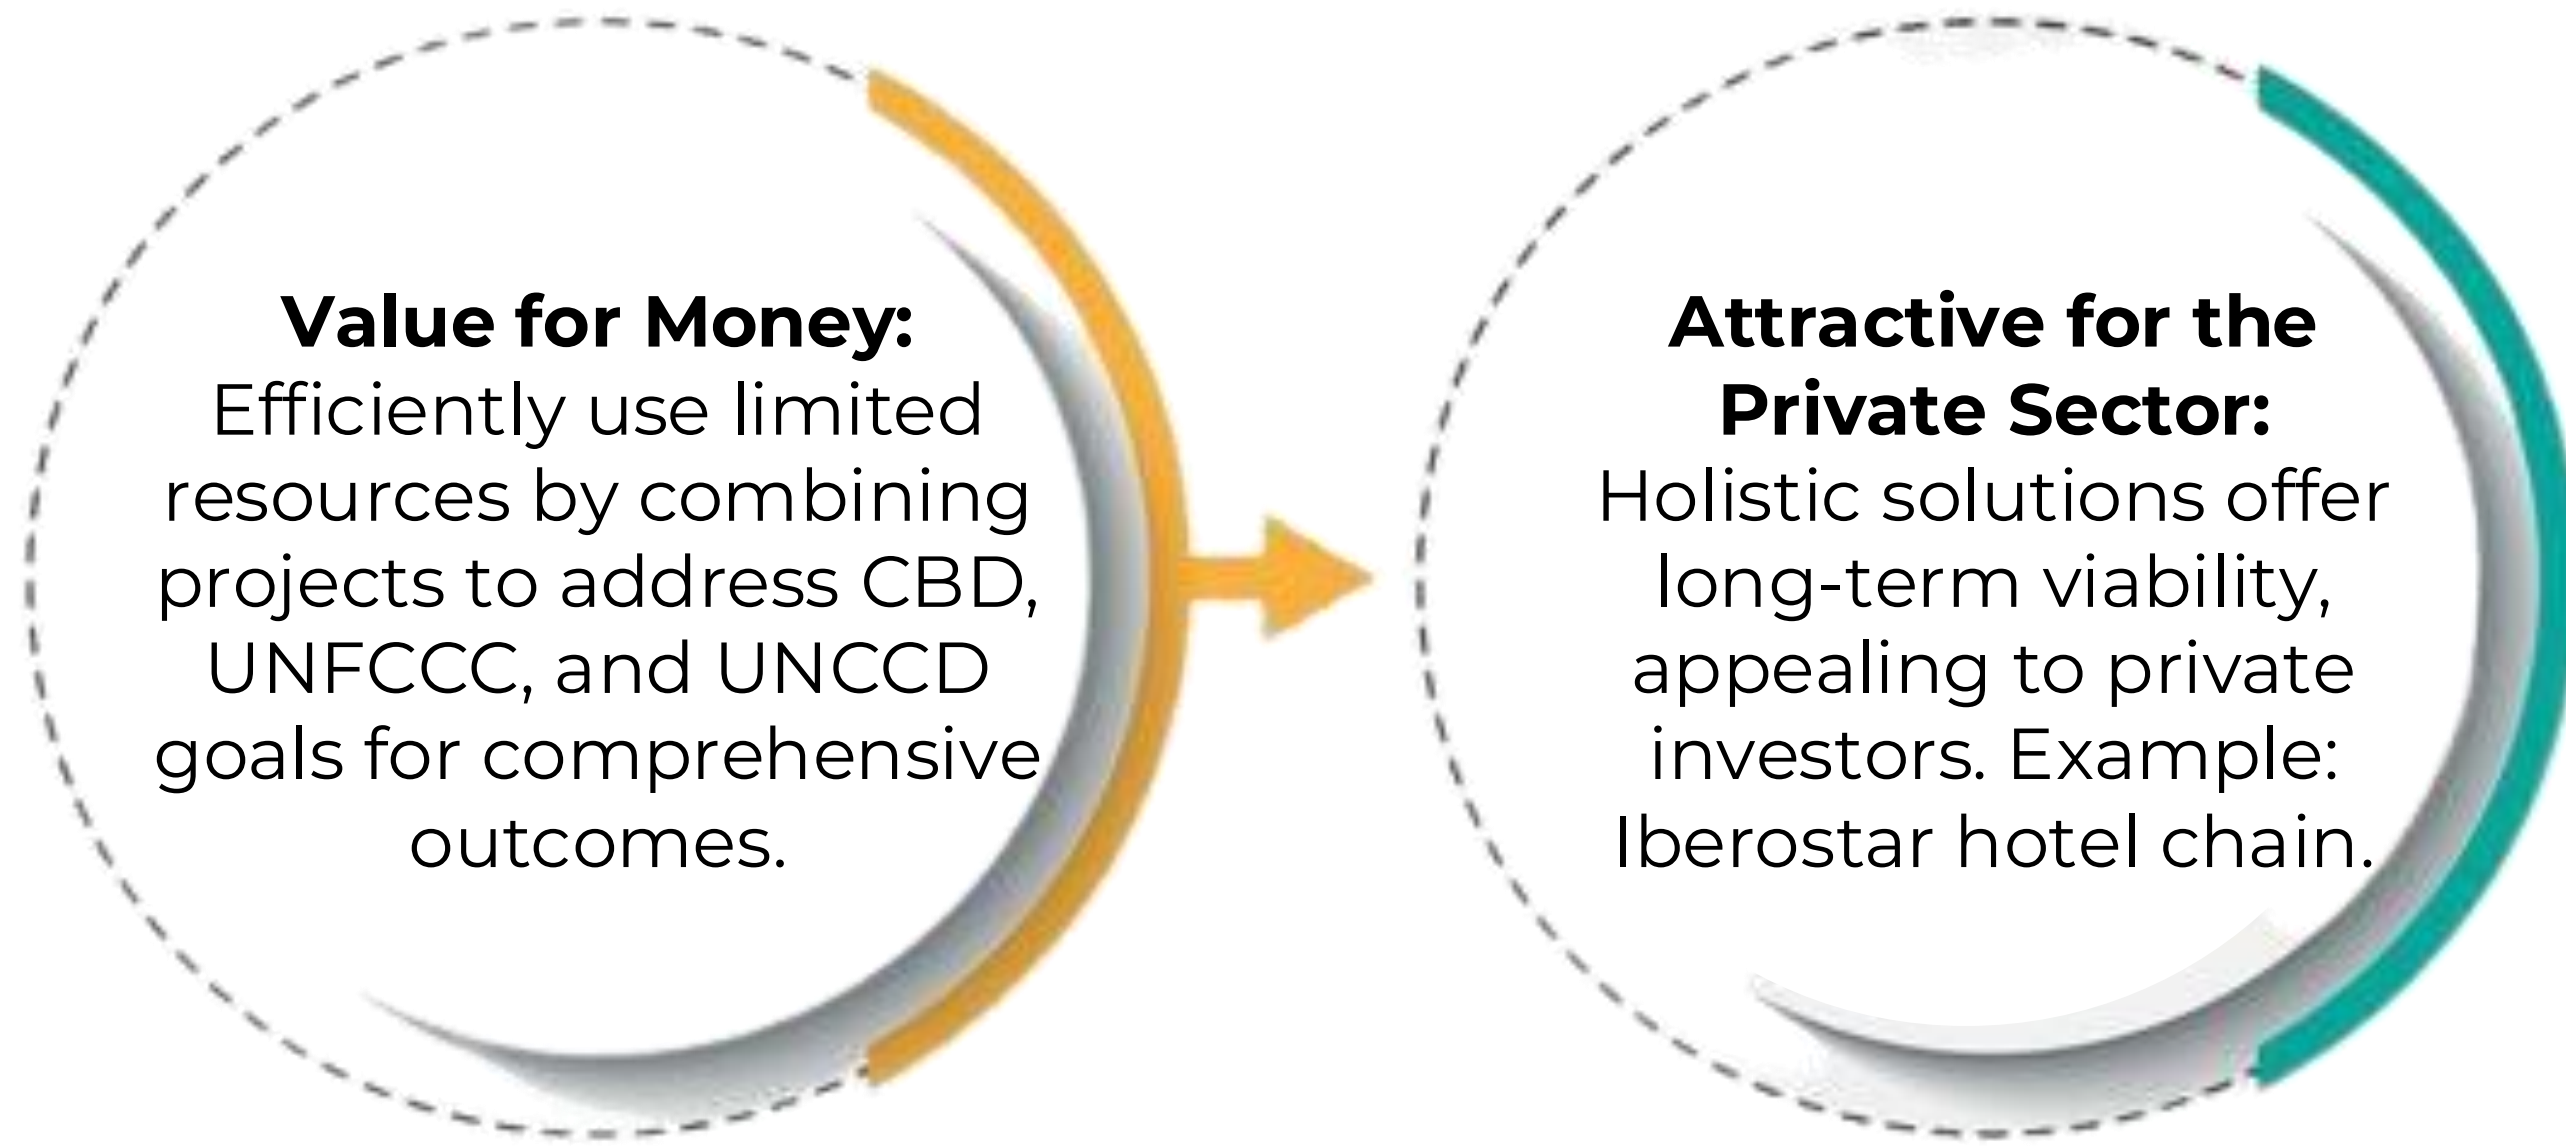 Value for Money:
Efficiently use limited
resources by combining
projects to address CBD,
UNFCCC, and UNCCD
goals for comprehensive
outcomes.
Attractive for the
Private Sector:
Holistic solutions offer
long-term viability,
appealing to private
investors. Example:
Iberostar hotel chain.